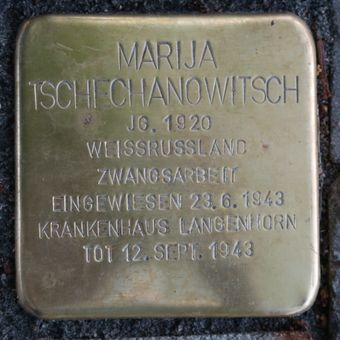 MARIJA
TSCHECHANOWITSCH
JG. 1920
WEISSRUSSLAND
ZWANGSARBEIT
EINGEWIESEN 23.6.1943
KRANKENHAUS LANGENHORN
TOT 12. SEPT. 1943